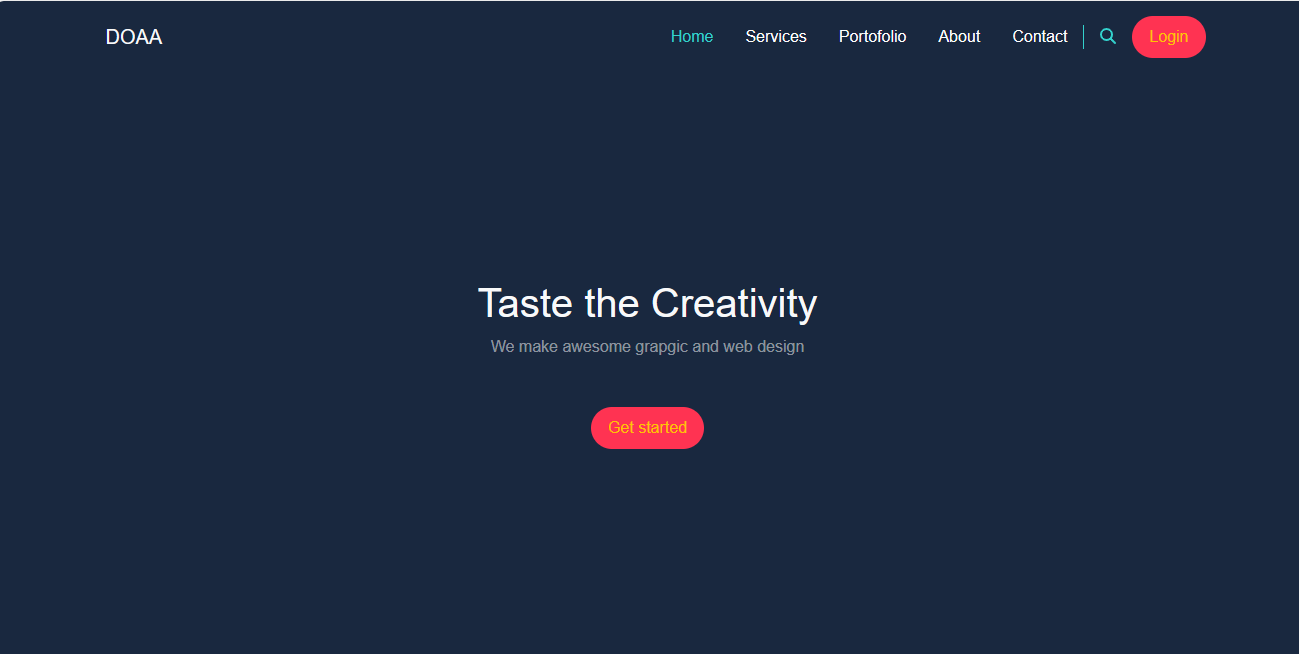 DOAA Home Services Portofolio About Contact Login
Taste the Creativity
We make awesome grapgic and web design
Get started